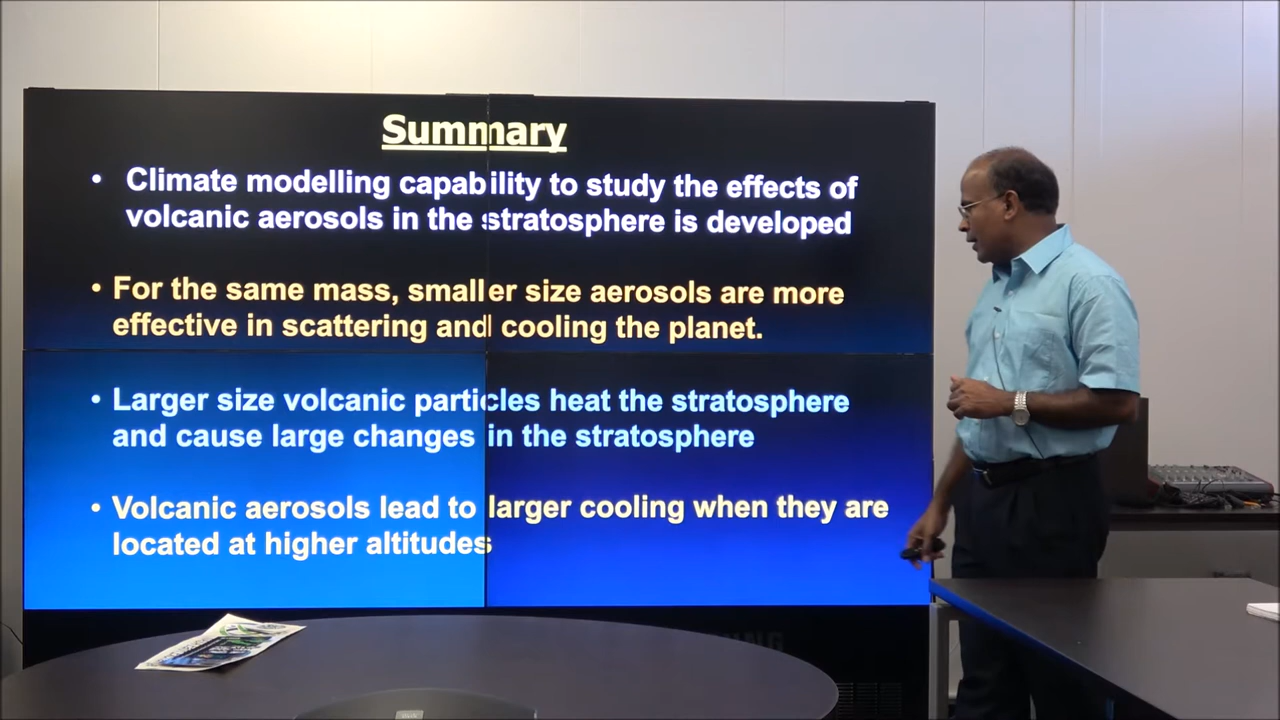 Summary
• Climate modelling capability to study the effects of
volcanic aerosols in the stratosphere is developed
• For the same mass, smaller size aerosols are more
effective in scattering and cooling the planet.
• Larger size volcanic particles heat the stratosphere
and cause large changes in the stratosphere
• Volcanic aerosols lead to larger cooling when they are
located at higher altitudes